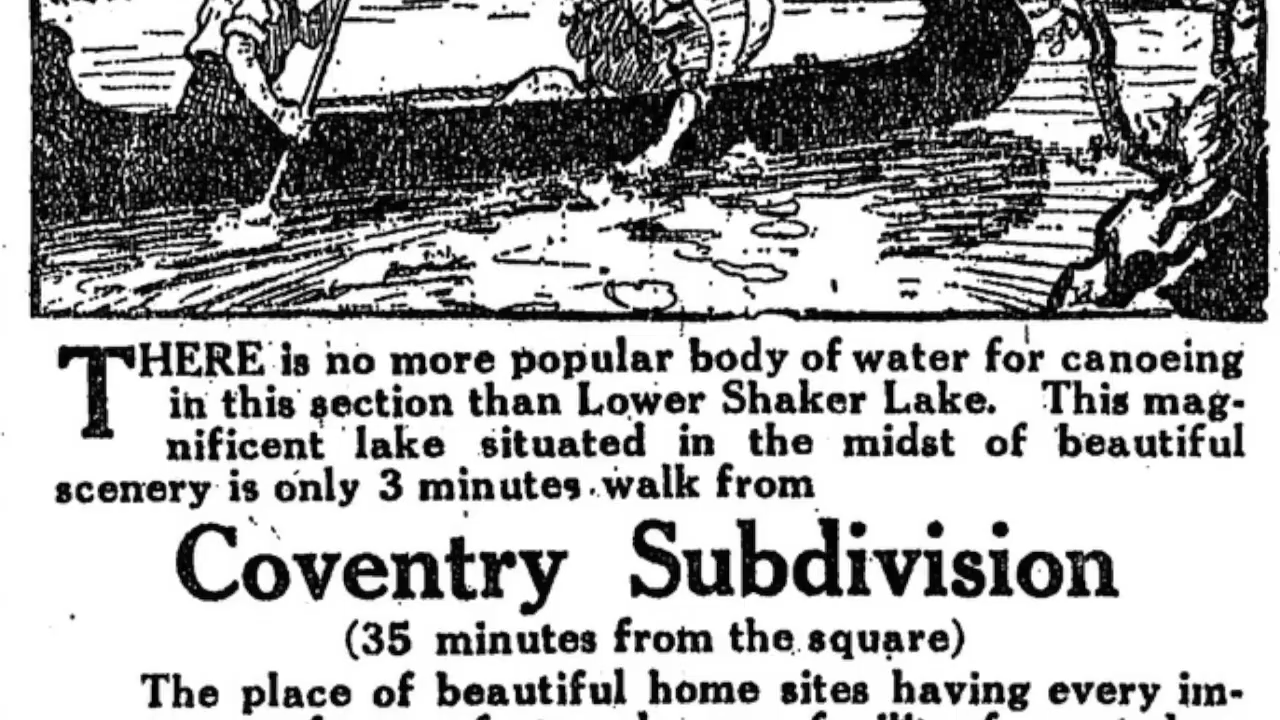 THERE is no more popular body of water for canoeing
in this section than Lower Shaker Lake. This mag-
nificent lake situated in the midst of beautiful
scenery is only 3 minutes walk from
Coventry Subdivision
(35 minutes from the square)
The place of beautiful home sites having every im-